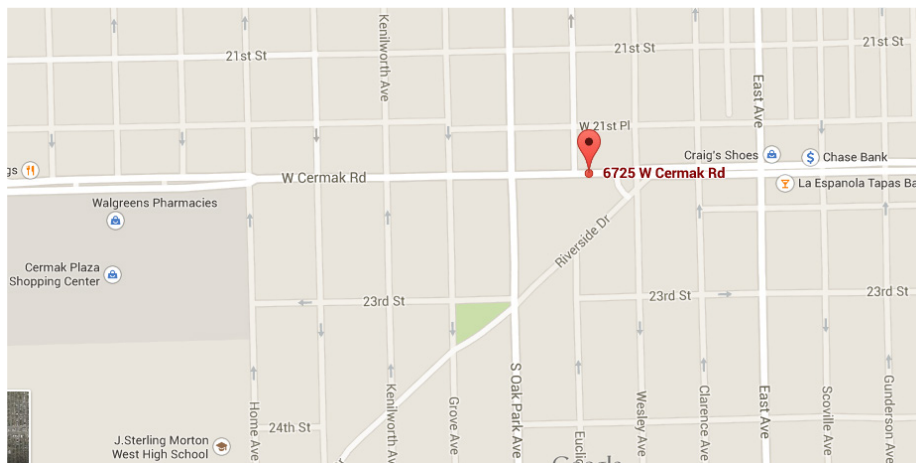 Kenilworth Ave
21st St
21st St
21st St
W 21st Pl
East Ave
Craig's Shoes
Chase Bank
gs
W Cermak Rd
6725 W Cermak Rd
La Espanola Tapas Ba
Walgreens Pharmacies
Riverside Dr
Cermak Plaza
Shopping Center
23rd St
23rd St
23rd St
Home Ave
Kenilworth Ave
Grove Ave
S Oak Park Ave
Euclid
Wesley Ave
Clarence Ave
East Ave
Scoville Ave
Gunderson Ave
24th St
J.Sterling Morton
West High School
Google